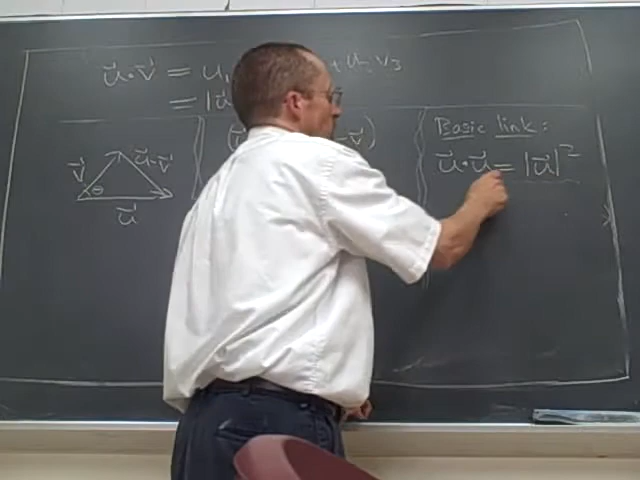 u⃗·v⃗ = u₁ + u₃ v₃
= |u⃗
(u⃗ -v⃗)
Basic link:
u⃗·u⃗ = |u⃗|²
v⃗ u⃗-v⃗
θ
u⃗